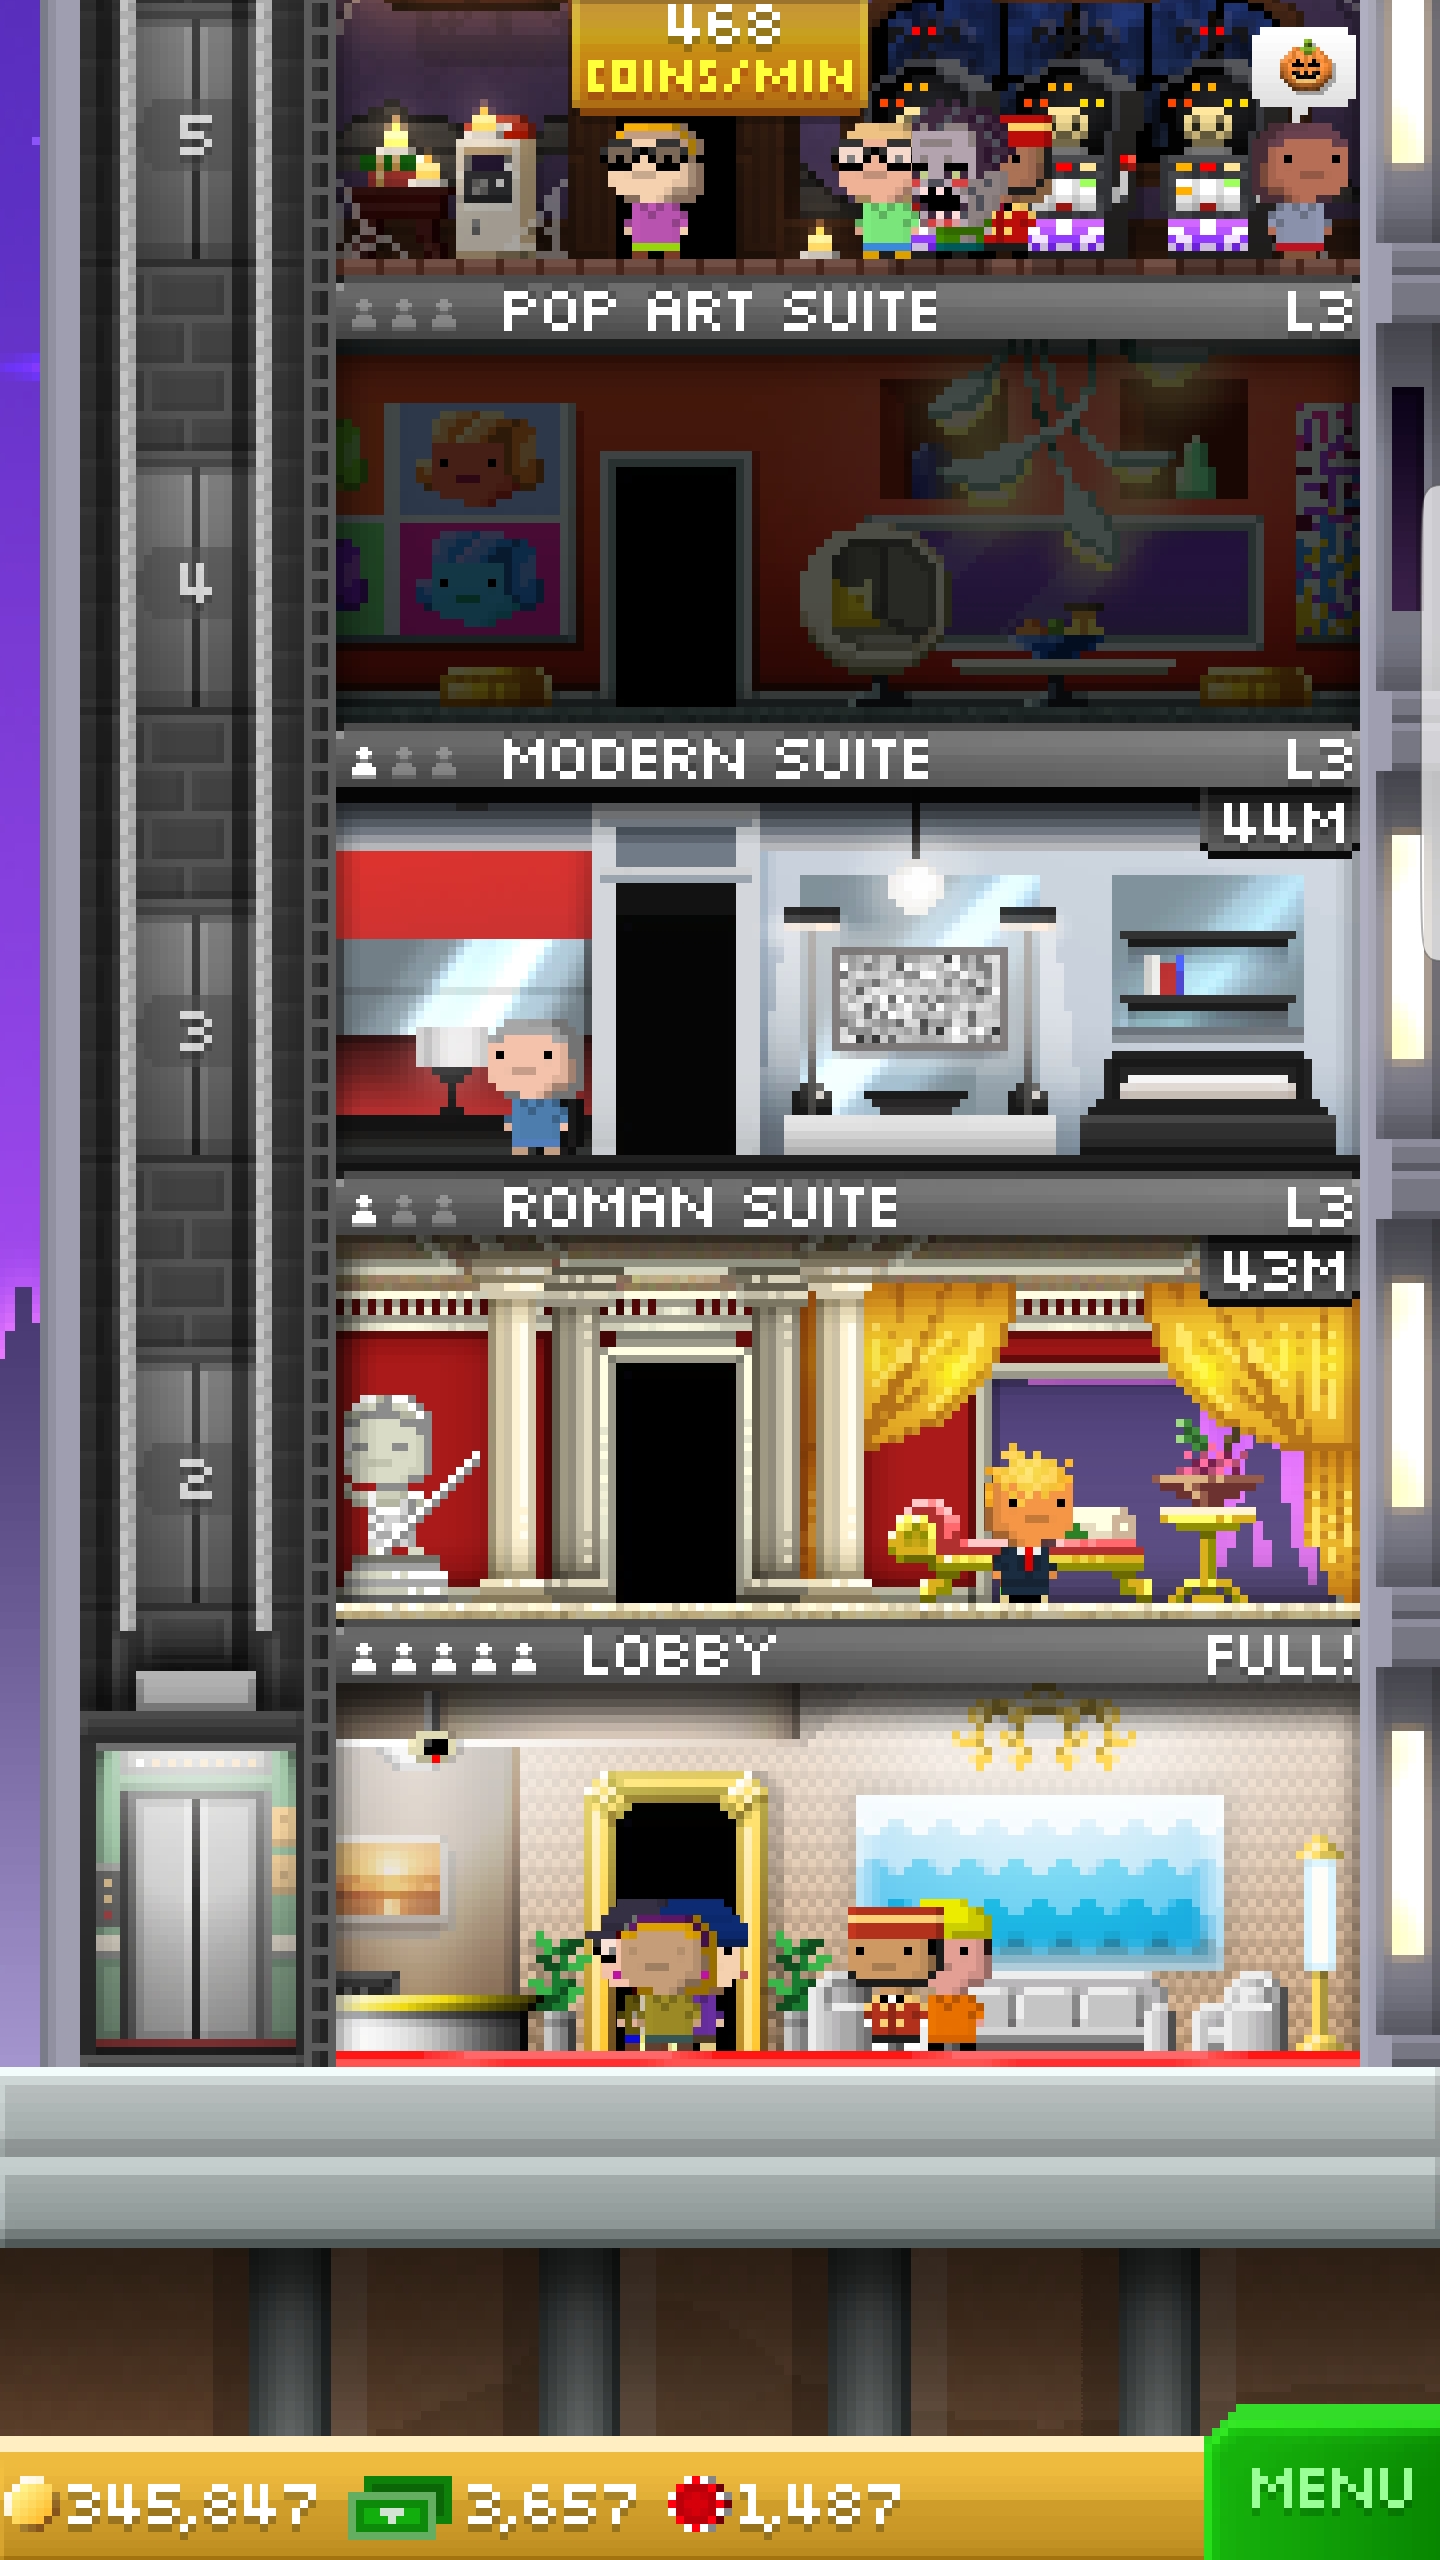 468
COINS/MIN
5
POP ART SUITE L3
4
MODERN SUITE L3
44M
3
ROMAN SUITE L3
43M
2
LOBBY FULL!
345,847 3,657 1,487
MENU